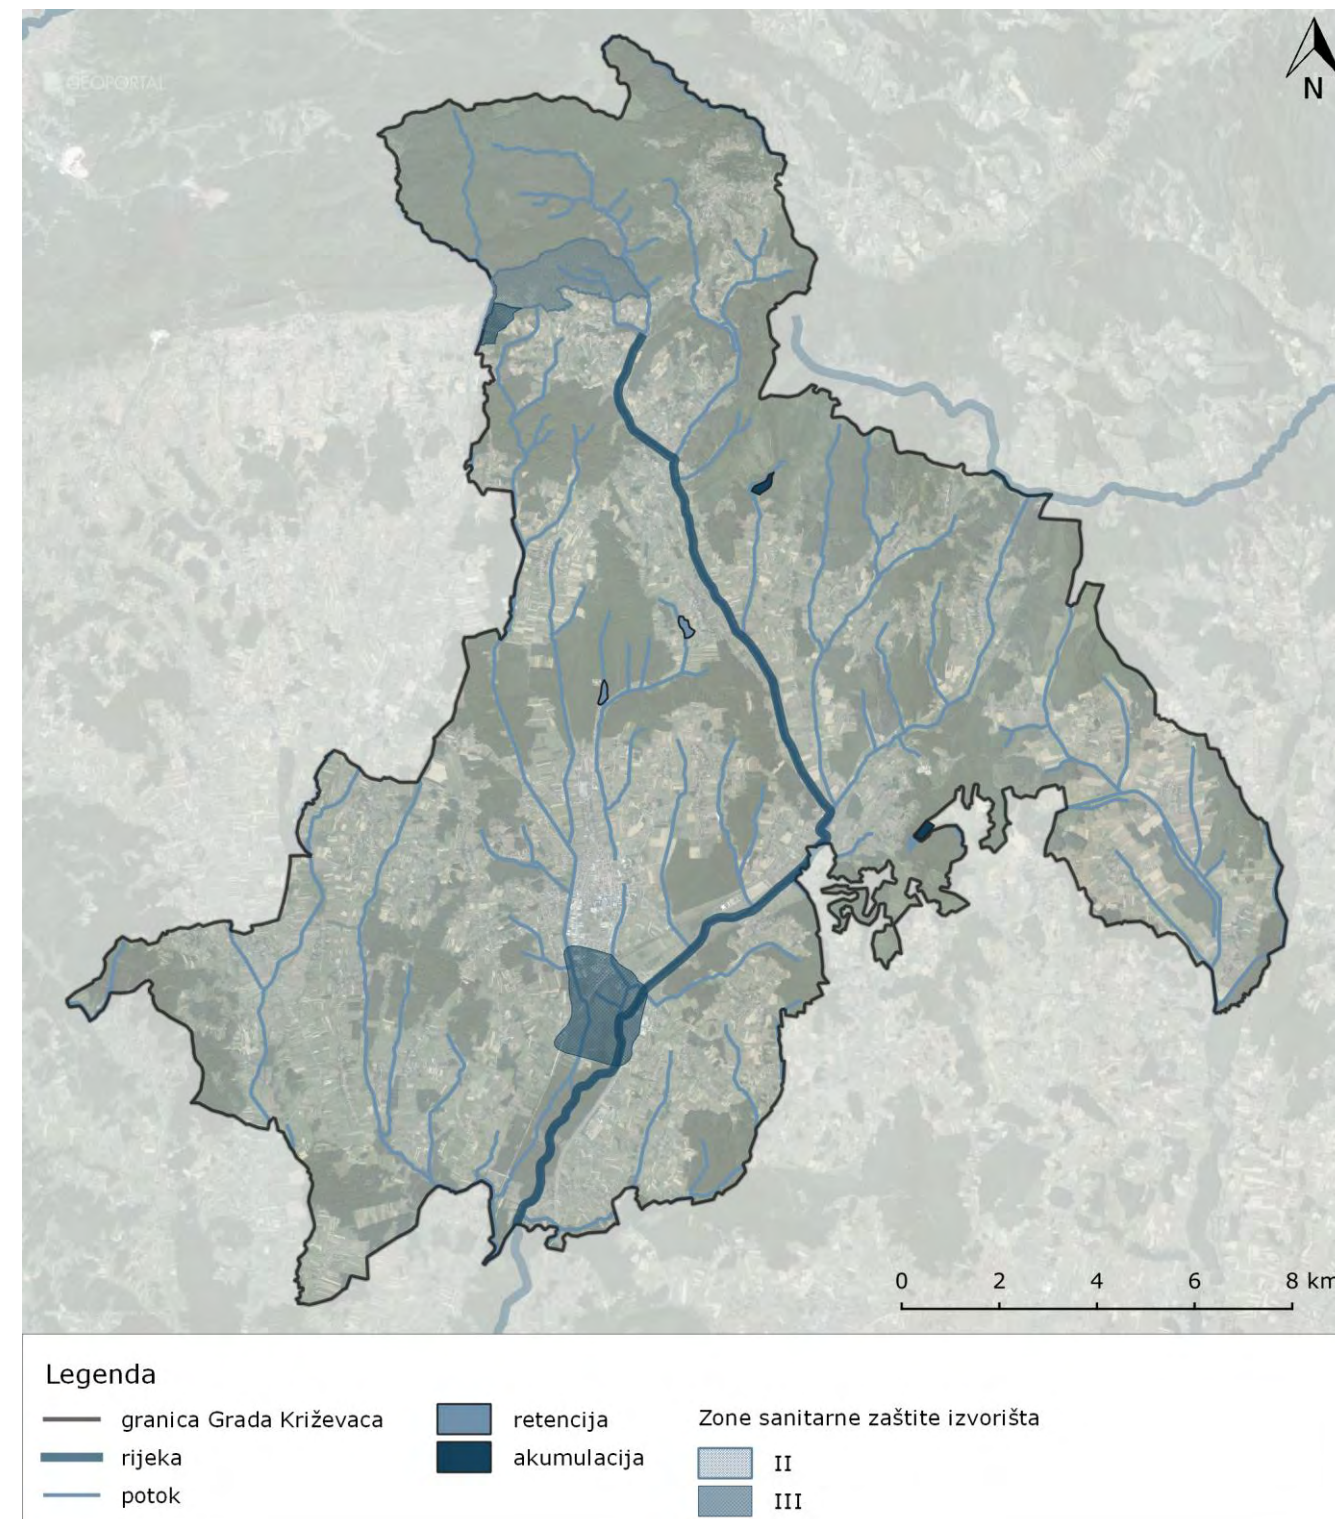 GEOPORTAL
N
0 2 4 6 8 km
Legenda
granica Grada Križevaca
rijeka
potok
retencija
akumulacija
Zone sanitarne zaštite izvorišta
II
III